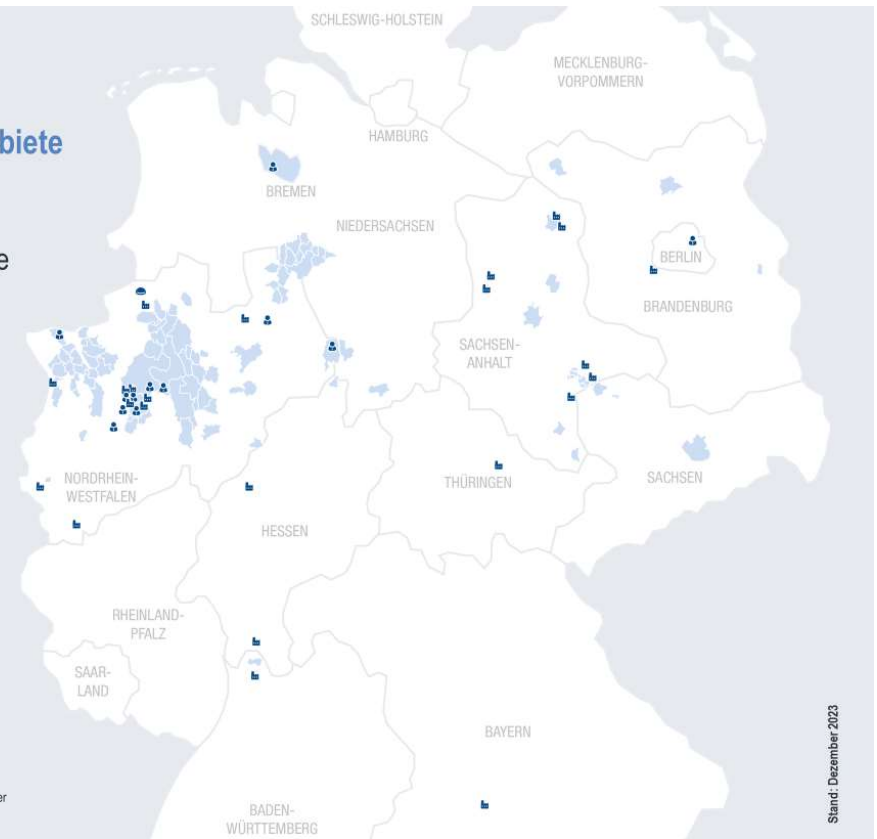 SCHLESWIG-HOLSTEIN
MECKLENBURG-
VORPOMMERN
HAMBURG
biete
BREMEN
NIEDERSACHSEN
e
BERLIN
BRANDENBURG
SACHSEN-
ANHALT
NORDRHEIN-
WESTFALEN
THÜRINGEN
SACHSEN
HESSEN
RHEINLAND-
PFALZ
SAAR-
LAND
BAYERN
er
BADEN-
WÜRTTEMBERG
Stand: Dezember 2023